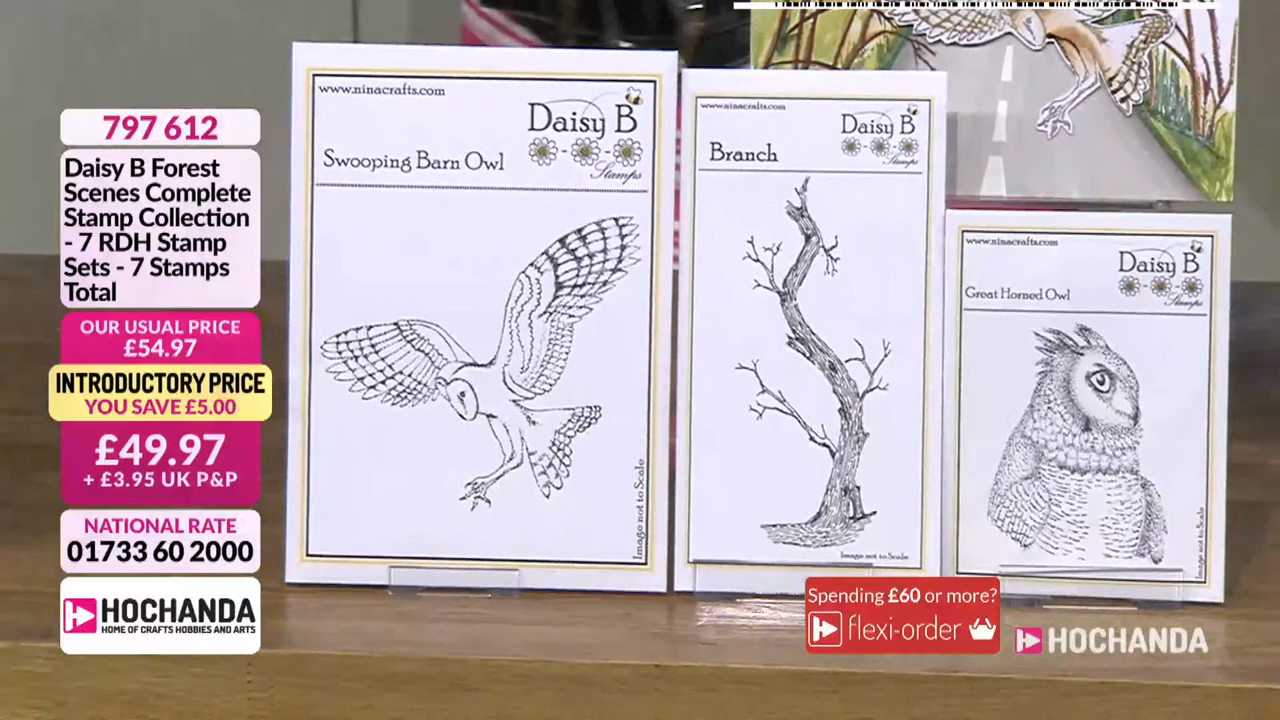 797 612
Daisy B Forest
Scenes Complete
Stamp Collection
- 7 RDH Stamp
Sets - 7 Stamps
Total
OUR USUAL PRICE
£54.97
INTRODUCTORY PRICE
YOU SAVE £5.00
£49.97
+ £3.95 UK P&P
NATIONAL RATE
01733 60 2000
HOCHANDA
HOME OF CRAFTS HOBBIES AND ARTS
www.ninacrafts.com
Daisy B
Stamps
Swooping Barn Owl
Image not to Scale
www.ninacrafts.com
Daisy B
Stamps
Branch
Image not to Scale
www.ninacrafts.com
Daisy B
Stamps
Great Horned Owl
Image not to Scale
Spending £60 or more?
flexi-order
HOCHANDA